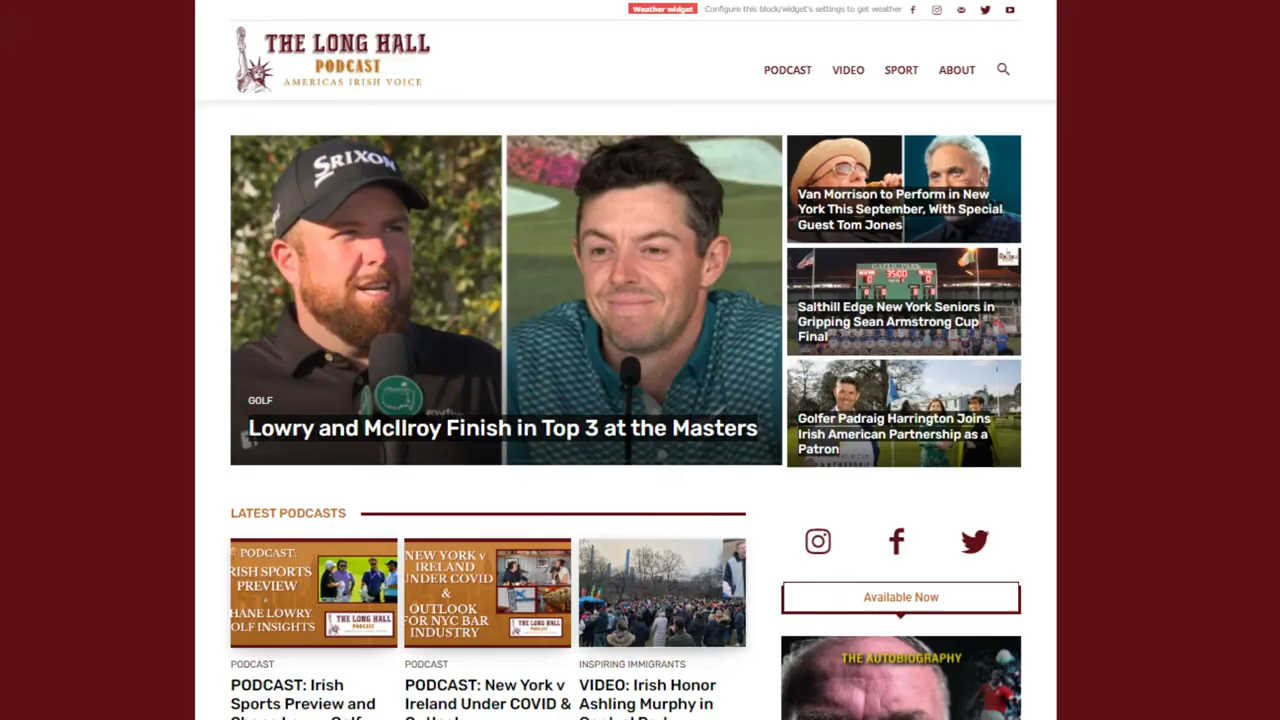 Weather widget
Configure this block/widget's settings to get weather
THE LONG HALL
PODCAST
AMERICAS IRISH VOICE
PODCAST
VIDEO
SPORT
ABOUT
SRIXON
GOLF
Lowry and McIlroy Finish in Top 3 at the Masters
Van Morrison to Perform in New
York This September, With Special
Guest Tom Jones
35:00
Salthill Edge New York Seniors in
Gripping Sean Armstrong Cup
Final
Golfer Padraig Harrington Joins
Irish American Partnership as a
Patron
LATEST PODCASTS
PODCAST:
RISH SPORTS
PREVIEW
&
HANE LOWRY
OLF INSIGHTS
THE LONG HALL
PODCAST
NEW YORK v
IRELAND
UNDER COVID
&
OUTLOOK
FOR NYC BAR
INDUSTRY
THE LONG HALL
PODCAST
PODCAST
PODCAST: Irish
Sports Preview and
PODCAST
PODCAST: New York v
Ireland Under COVID &
INSPIRING IMMIGRANTS
VIDEO: Irish Honor
Ashling Murphy in
Available Now
THE AUTOBIOGRAPHY